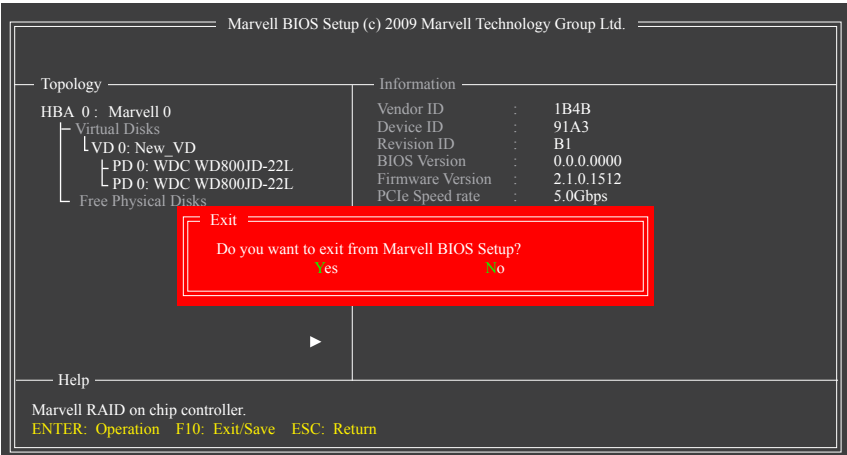 Marvell BIOS Setup (c) 2009 Marvell Technology Group Ltd.
Topology
HBA 0 : Marvell 0
Virtual Disks
VD 0: New_VD
PD 0: WDC WD800JD-22L
PD 0: WDC WD800JD-22L
Free Physical Disks
Information
Vendor ID : 1B4B
Device ID : 91A3
Revision ID : B1
BIOS Version : 0.0.0.0000
Firmware Version : 2.1.0.1512
PCIe Speed rate : 5.0Gbps
Exit
Do you want to exit from Marvell BIOS Setup?
Yes No
Help
Marvell RAID on chip controller.
ENTER: Operation F10: Exit/Save ESC: Return